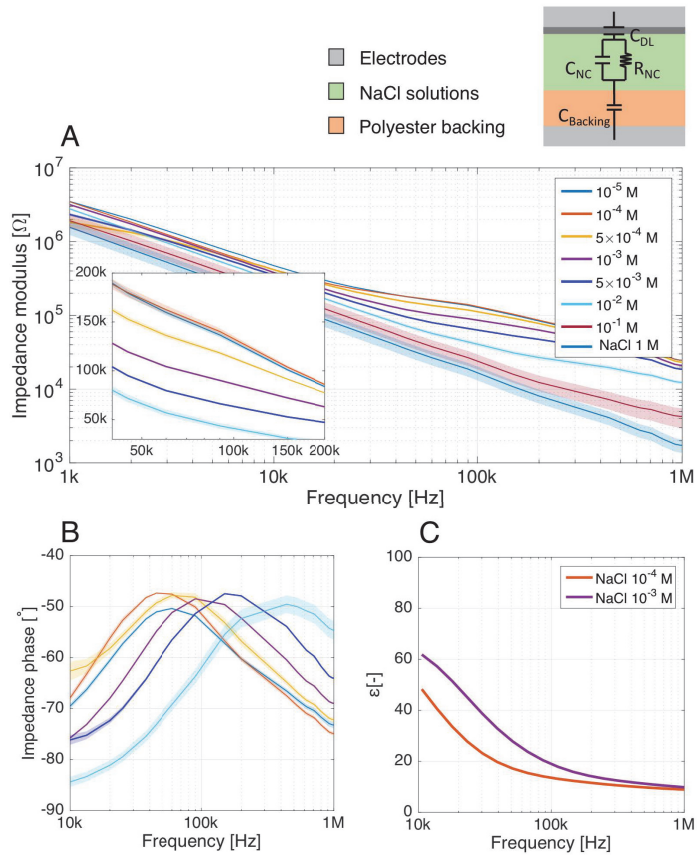 Electrodes
NaCl solutions
Polyester backing
C_DL
C_NC
R_NC
C_Backing
A
Impedance modulus [Ω]
10^7
10^6
10^5
10^4
10^3
1k
10k
100k
1M
Frequency [Hz]
10^-5 M
10^-4 M
5×10^-4 M
10^-3 M
5×10^-3 M
10^-2 M
10^-1 M
NaCl 1 M
200k
150k
100k
50k
50k
100k
150k
200k
B
Impedance phase [°]
-40
-50
-60
-70
-80
-90
10k
100k
1M
Frequency [Hz]
C
ε[-]
100
80
60
40
20
0
10k
100k
1M
Frequency [Hz]
NaCl 10^-4 M
NaCl 10^-3 M